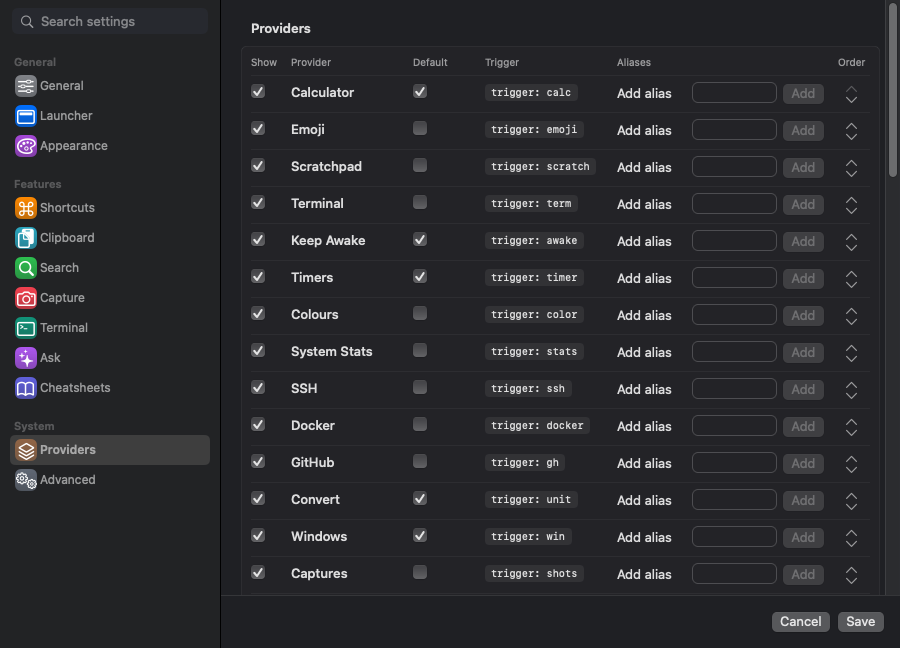 Search settings
General
General
Launcher
Appearance
Features
Shortcuts
Clipboard
Search
Capture
Terminal
Ask
Cheatsheets
System
Providers
Advanced
Providers
Show Provider Default Trigger Aliases Order
Calculator trigger: calc Add alias Add
Emoji trigger: emoji Add alias Add
Scratchpad trigger: scratch Add alias Add
Terminal trigger: term Add alias Add
Keep Awake trigger: awake Add alias Add
Timers trigger: timer Add alias Add
Colours trigger: color Add alias Add
System Stats trigger: stats Add alias Add
SSH trigger: ssh Add alias Add
Docker trigger: docker Add alias Add
GitHub trigger: gh Add alias Add
Convert trigger: unit Add alias Add
Windows trigger: win Add alias Add
Captures trigger: shots Add alias Add
Cancel Save